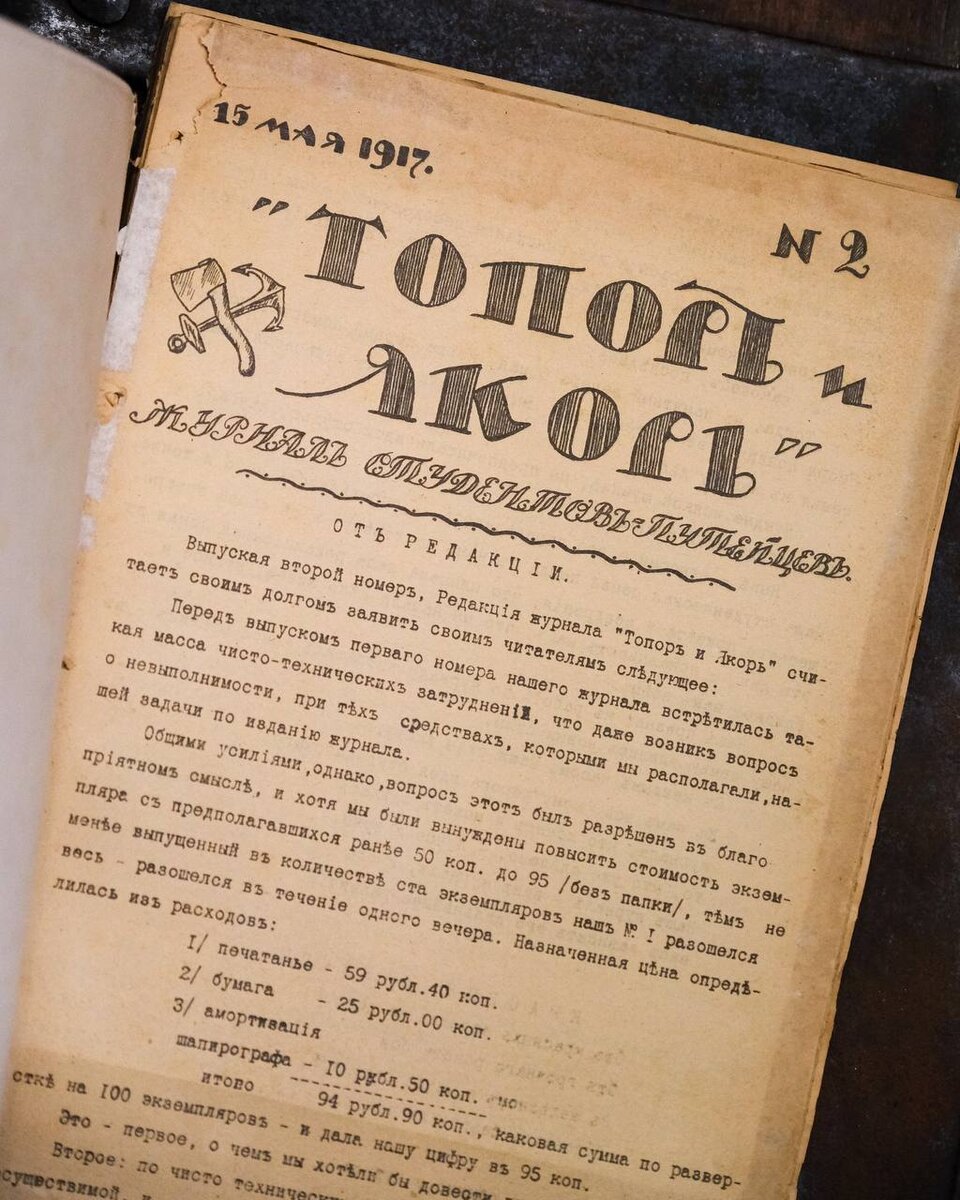 15 МАЯ 1917.
N 2
"ТОПОРЪ И
ЯКОРЬ"
ЖУРНАЛЪ СТУДЕНТОВЪ-ПУТЕЙЦЕВЪ.
ОТЪ РЕДАКЦІИ.
Выпуская второй номеръ, Редакція журнала "Топоръ и Якорь" счи-
таетъ своимъ долгомъ заявить своимъ читателямъ слѣдующее:
Передъ выпускомъ перваго номера нашего журнала встрѣтилась та-
кая масса чисто-техническихъ затрудненій, что даже возникъ вопросъ
о невыполнимости, при тѣхъ средствахъ, которыми мы располагали,на-
шей задачи по изданію журнала.
Общими усиліями,однако,вопросъ этотъ былъ разрѣшенъ въ благо
пріятномъ смыслѣ, и хотя мы были вынуждены повысить стоимость экзем-
пляра съ предполагавшихся ранѣе 50 коп. до 95 /безъ папки/, тѣмъ не
менѣе выпущенный въ количествѣ ста экземпляровъ нашъ № I разошелся
весь - разошелся въ теченіе одного вечера. Назначенная цѣна опредѣ-
лилась изъ расходовъ:
I/ печатанье - 59 рубл.40 коп.
2/ бумага - 25 рубл.00 коп.
3/ амортизація
шапирографа - I0 рубл.50 коп.
итого 94 рубл.90 коп., каковая сумма по развер-
сткѣ на I00 экземпляровъ - и дала нашу цифру въ 95 коп.
Это - первое, о чемъ мы хотѣли бы довести
Второе: по чисто